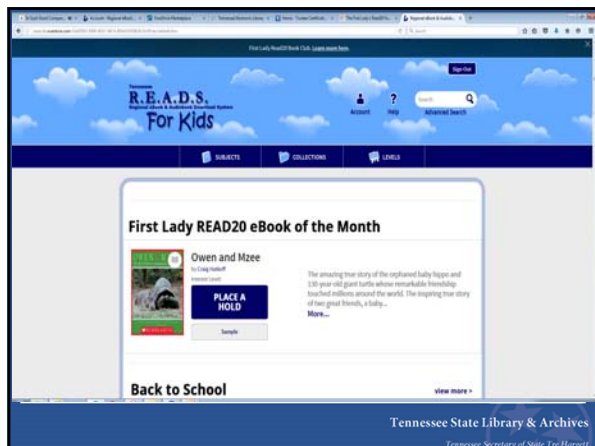 First Lady Read20 Book Club. Learn more here.
Sign Out
Tennessee
R.E.A.D.S.
Regional eBook & Audiobook Download System
For Kids
Account
Help
Search
Advanced Search
SUBJECTS
COLLECTIONS
LEVELS
First Lady READ20 eBook of the Month
Owen and Mzee
by Craig Hatkoff
Interest Level:
PLACE A
HOLD
Sample
The amazing true story of the orphaned baby hippo and
130-year-old giant turtle whose remarkable friendship
touched millions around the world. The inspiring true story
of two great friends, a baby...
More...
Back to School
view more >
Tennessee State Library & Archives
Tennessee Secretary of State Tre Hargett